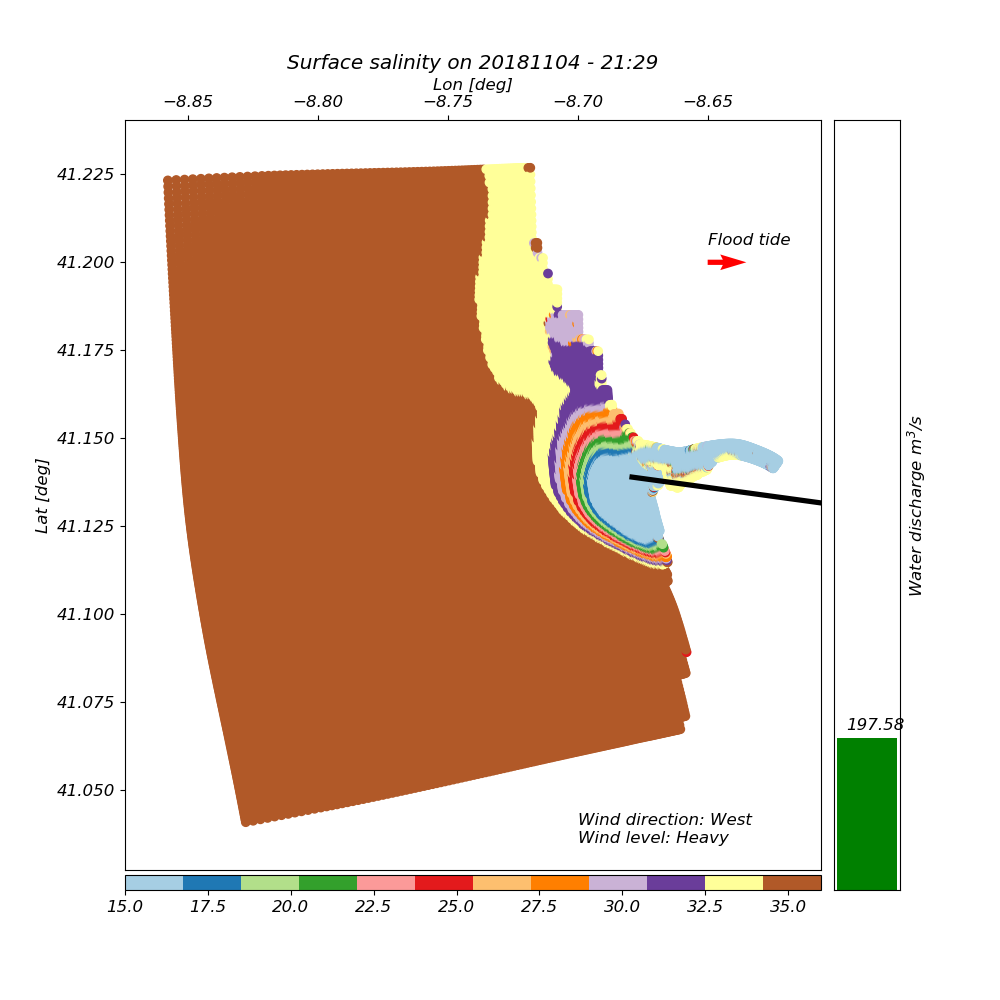 Surface salinity on 20181104 - 21:29
Lon [deg]
−8.85 −8.80 −8.75 −8.70 −8.65
41.225
41.200
41.175
41.150
41.125
41.100
41.075
41.050
Lat [deg]
Flood tide
Wind direction: West
Wind level: Heavy
15.0 17.5 20.0 22.5 25.0 27.5 30.0 32.5 35.0
197.58
Water discharge m³/s